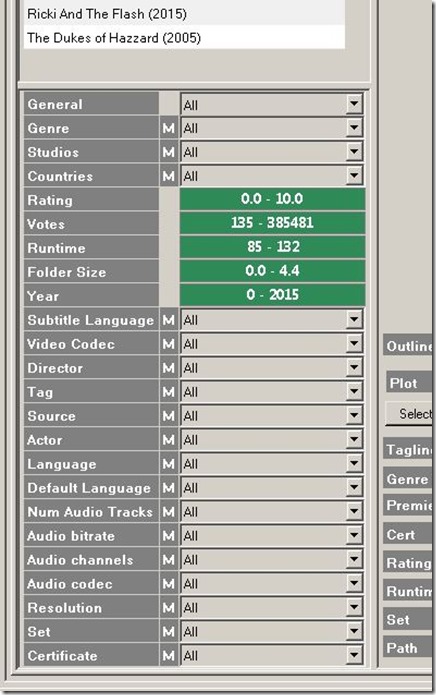 Ricki And The Flash (2015)
The Dukes of Hazzard (2005)
General All
Genre M All
Studios M All
Countries M All
Rating 0.0 - 10.0
Votes 135 - 385481
Runtime 85 - 132
Folder Size 0.0 - 4.4
Year 0 - 2015
Subtitle Language M All
Video Codec M All
Director M All
Tag M All
Source M All
Actor M All
Language M All
Default Language M All
Num Audio Tracks M All
Audio bitrate M All
Audio channels M All
Audio codec M All
Resolution M All
Set M All
Certificate M All
Outline
Plot
Select
Tagline
Genre
Premie
Cert
Rating
Runtim
Set
Path